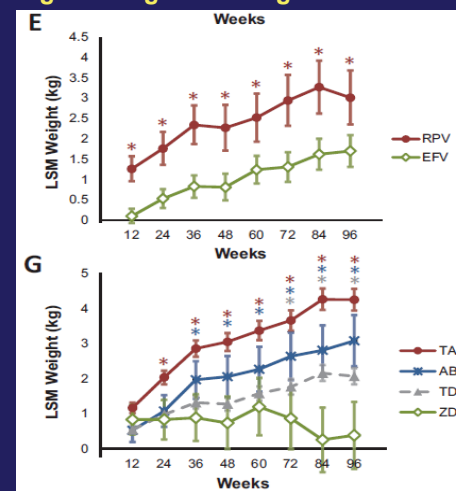 Weeks
E
4.5
4
3.5
3
2.5
2
1.5
1
0.5
0
LSM Weight (kg)
* * * * * * * *
RPV
EFV
12 24 36 48 60 72 84 96
Weeks
G
5
4
3
2
1
0
LSM Weight (kg)
* * * * * * *
* * * * * *
* * *
TA
AB
TD
ZD
12 24 36 48 60 72 84 96
Weeks